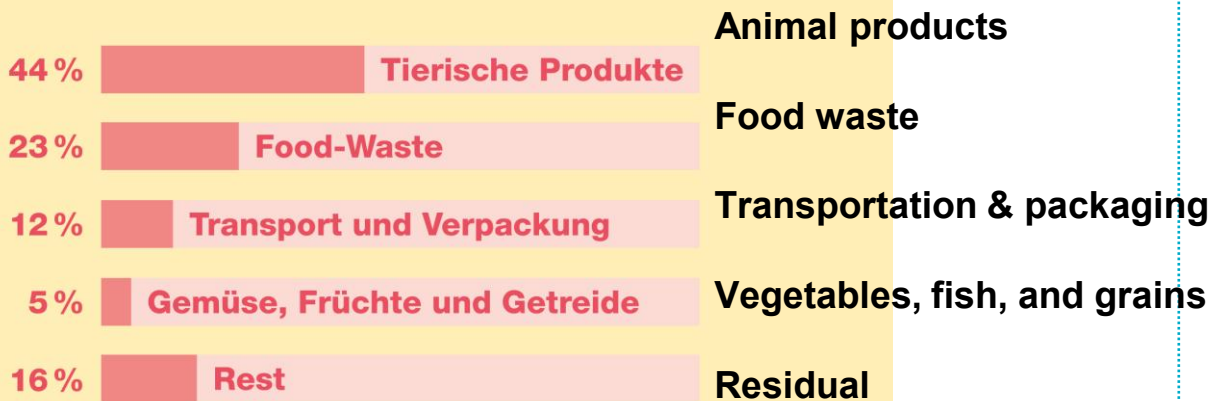 Animal products
44 % Tierische Produkte
Food waste
23 % Food-Waste
Transportation & packaging
12 % Transport und Verpackung
Vegetables, fish, and grains
5 % Gemüse, Früchte und Getreide
16 % Rest
Residual